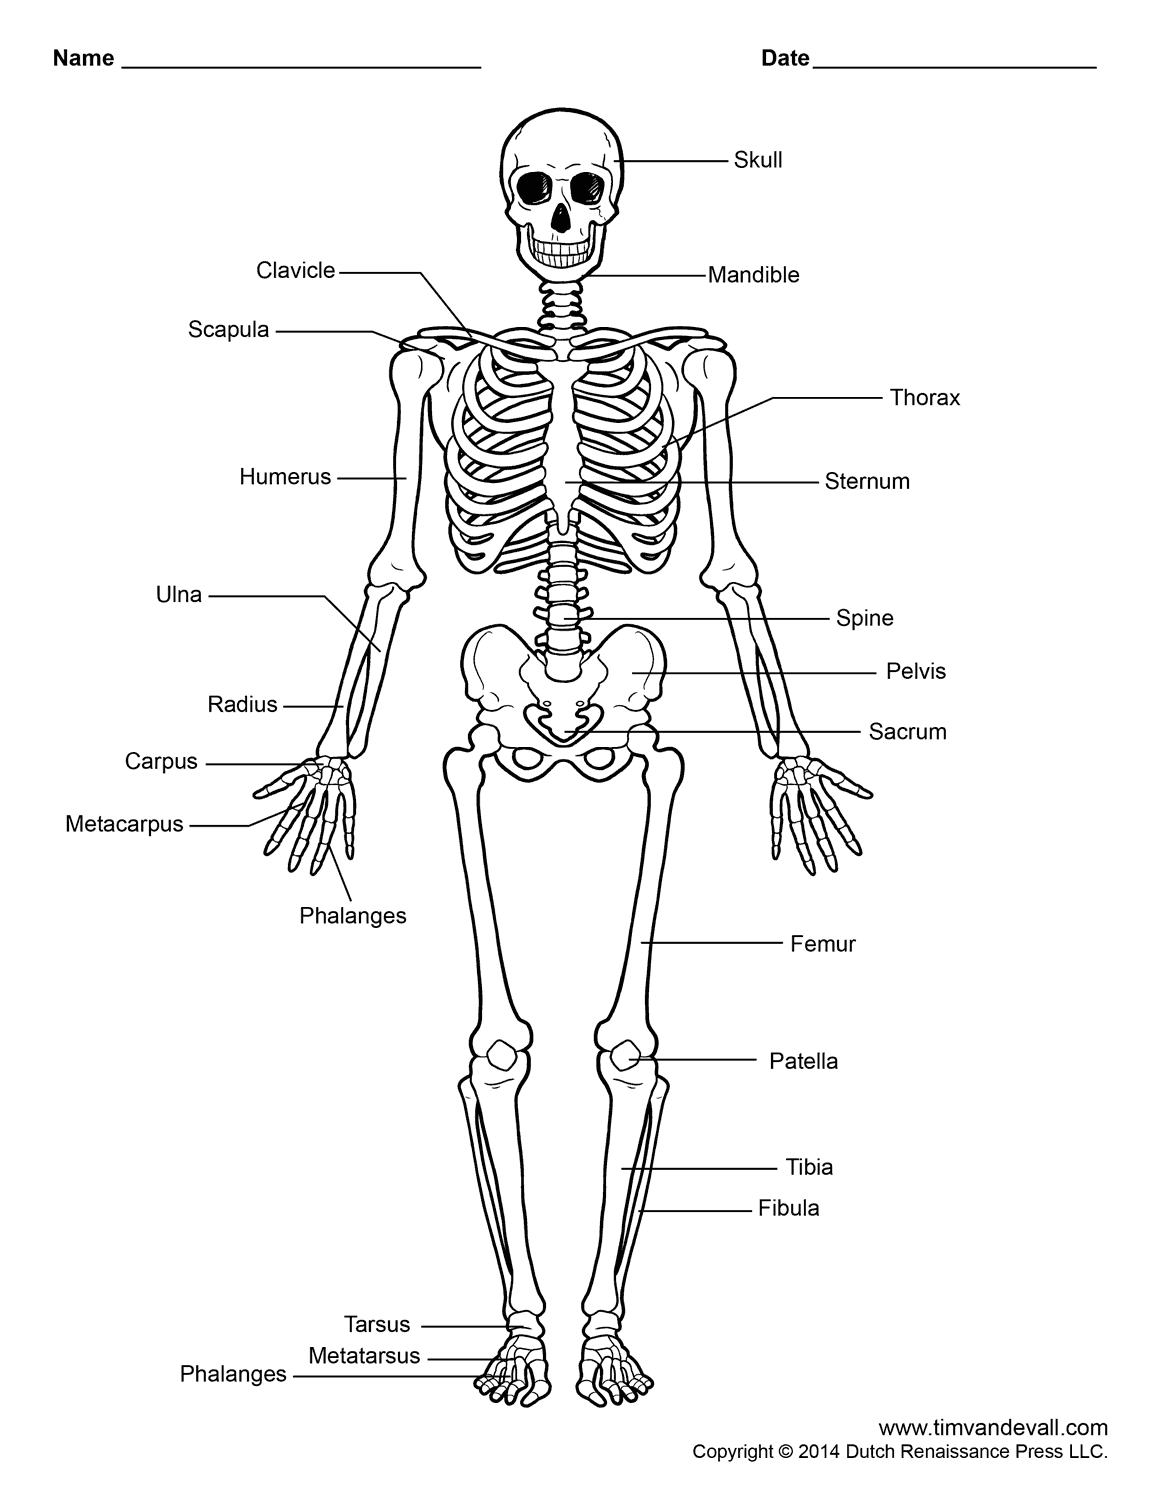 Name
Date
Skull
Clavicle
Mandible
Scapula
Thorax
Humerus
Sternum
Ulna
Spine
Pelvis
Radius
Sacrum
Carpus
Metacarpus
Phalanges
Femur
Patella
Tibia
Fibula
Tarsus
Metatarsus
Phalanges
www.timvandevall.com
Copyright © 2014 Dutch Renaissance Press LLC.